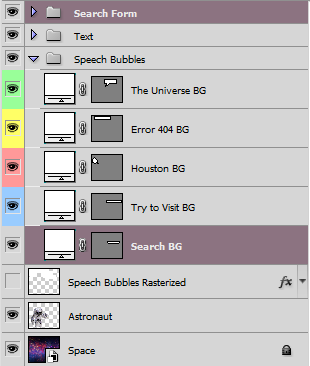 Search Form
Text
Speech Bubbles
The Universe BG
Error 404 BG
Houston BG
Try to Visit BG
Search BG
Speech Bubbles Rasterized fx
Astronaut
Space